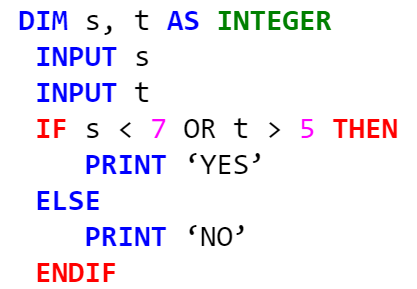 DIM s, t AS INTEGER
INPUT s
INPUT t
IF s < 7 OR t > 5 THEN
PRINT ‘YES’
ELSE
PRINT ‘NO’
ENDIF